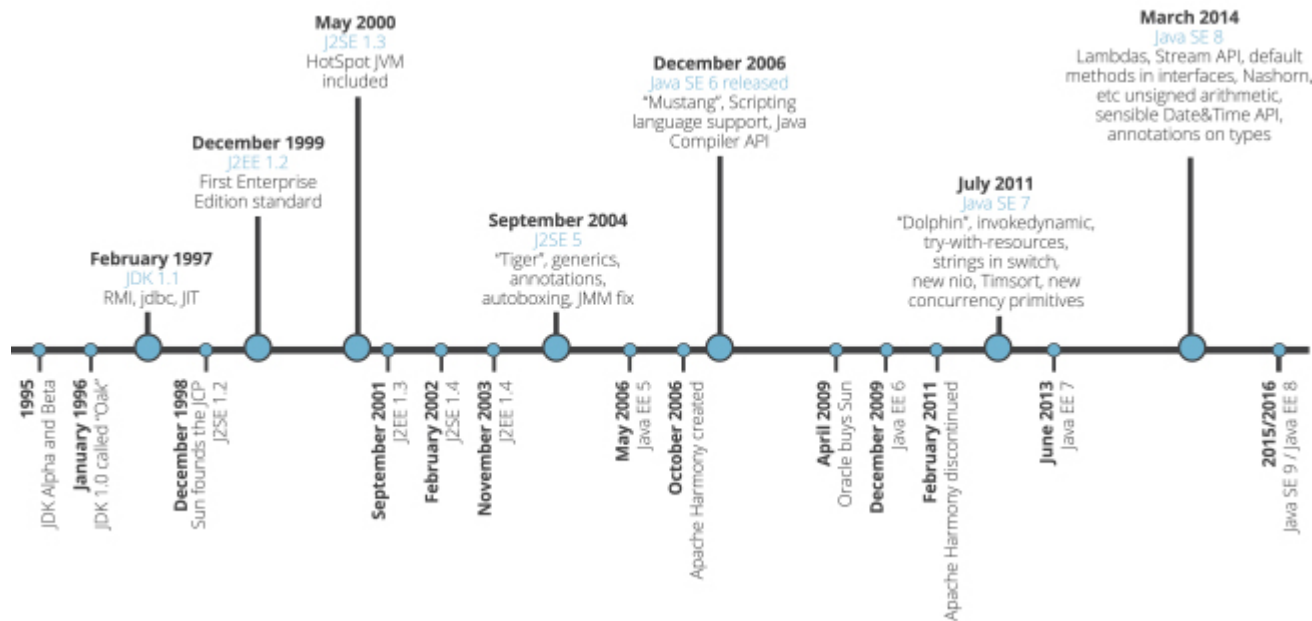 May 2000
J2SE 1.3
HotSpot JVM
included
March 2014
Java SE 8
Lambdas, Stream API, default
methods in interfaces, Nashorn,
etc unsigned arithmetic,
sensible Date&Time API,
annotations on types
December 2006
Java SE 6 released
“Mustang”, Scripting
language support, Java
Compiler API
December 1999
J2EE 1.2
First Enterprise
Edition standard
July 2011
Java SE 7
“Dolphin”, invokedynamic,
try-with-resources,
strings in switch,
new nio, Timsort, new
concurrency primitives
September 2004
J2SE 5
“Tiger”, generics,
annotations,
autoboxing, JMM fix
February 1997
JDK 1.1
RMI, jdbc, JIT
1995
JDK Alpha and Beta
January 1996
JDK 1.0 called “Oak”
December 1998
Sun founds the JCP
J2SE 1.2
September 2001
J2EE 1.3
February 2002
J2SE 1.4
November 2003
J2EE 1.4
May 2006
Java EE 5
October 2006
Apache Harmony created
April 2009
Oracle buys Sun
December 2009
Java EE 6
February 2011
Apache Harmony discontinued
June 2013
Java EE 7
2015/2016
Java SE 9 / Java EE 8